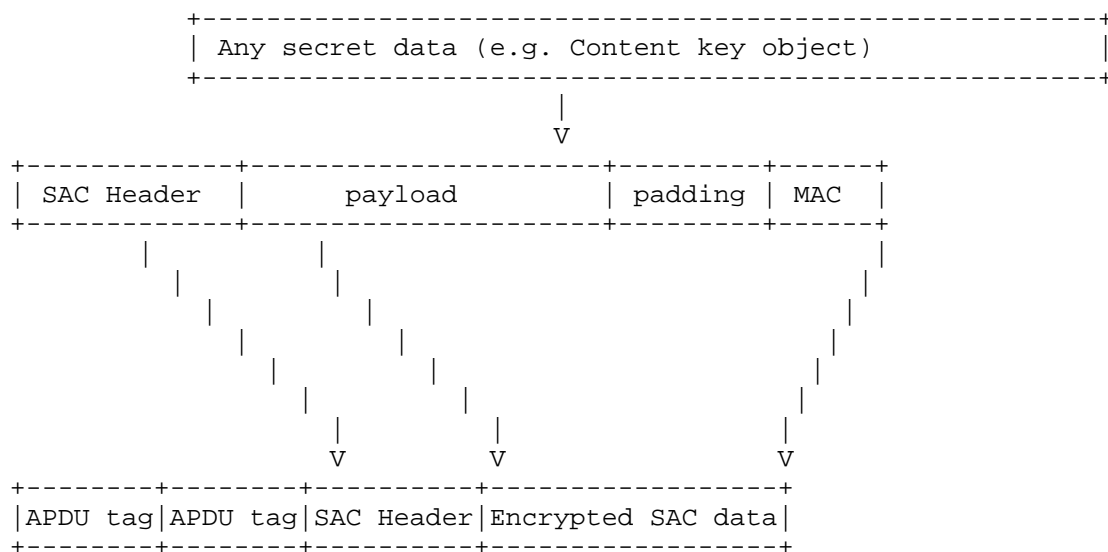 Any secret data (e.g. Content key object)
SAC Header payload padding MAC
APDU tag APDU tag SAC Header Encrypted SAC data